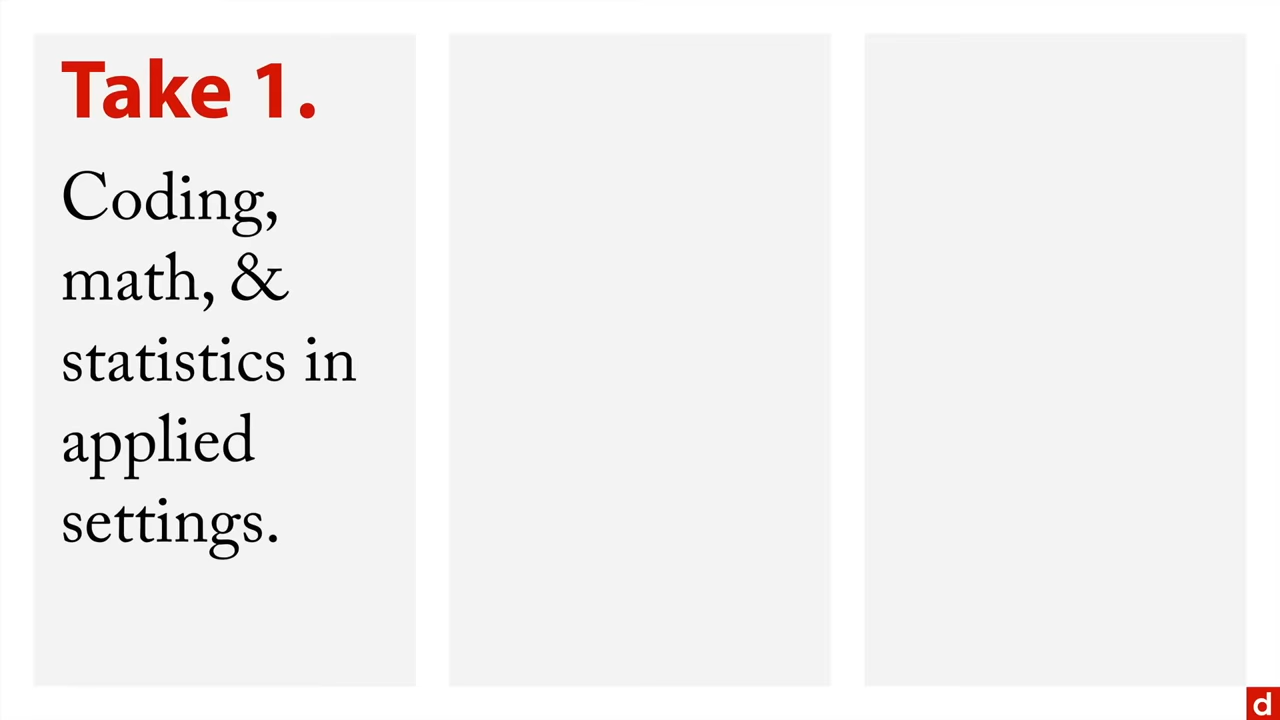 Take 1.
Coding,
math, &
statistics in
applied
settings.
d